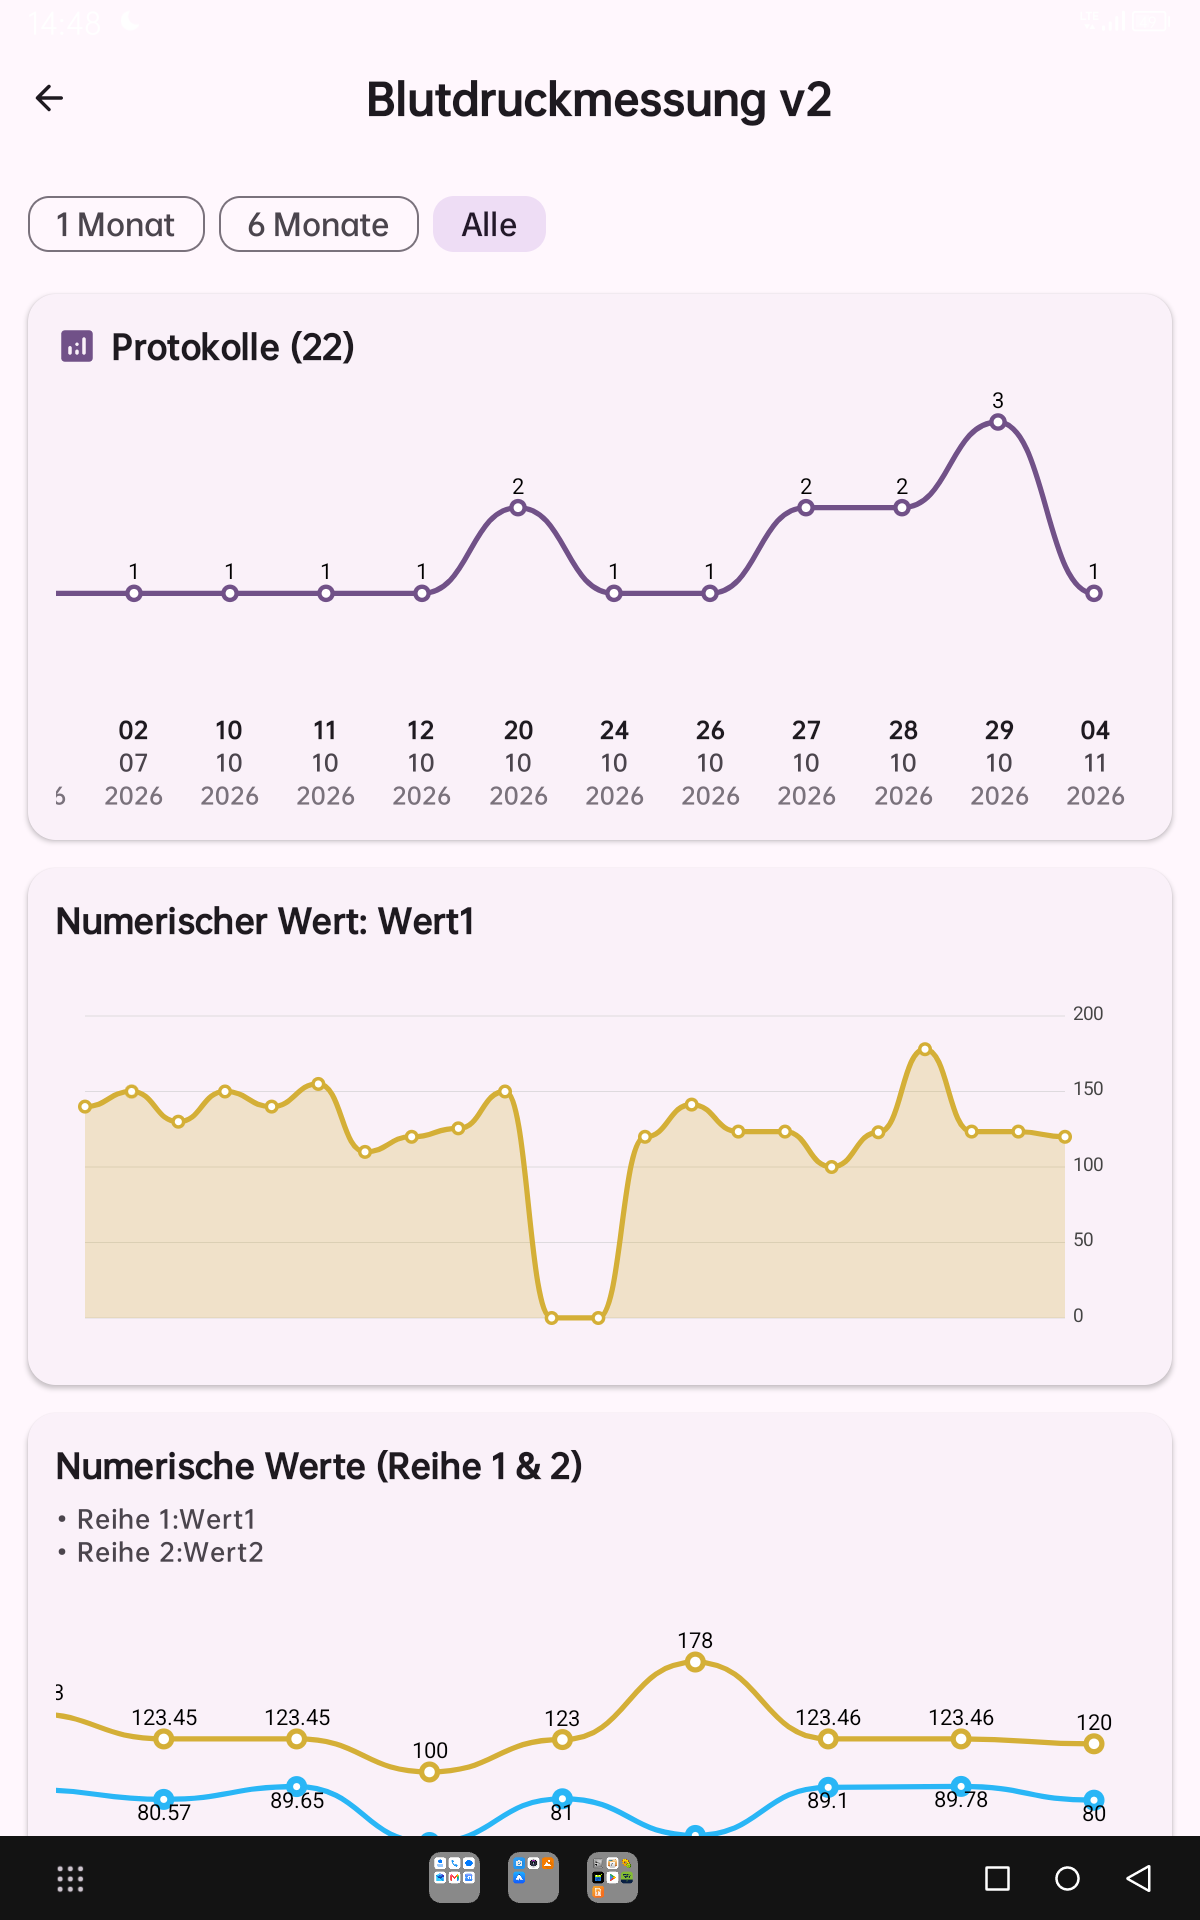 14:48
Blutdruckmessung v2
1 Monat 6 Monate Alle
Protokolle (22)
3
2 2 2
1 1 1 1 1 1 1
02 10 11 12 20 24 26 27 28 29 04
07 10 10 10 10 10 10 10 10 10 11
6 2026 2026 2026 2026 2026 2026 2026 2026 2026 2026 2026
Numerischer Wert: Wert1
200
150
100
50
0
Numerische Werte (Reihe 1 & 2)
• Reihe 1:Wert1
• Reihe 2:Wert2
178
123.45 123.45 100 123 123.46 123.46 120
80.57 89.65 81 89.1 89.78 80